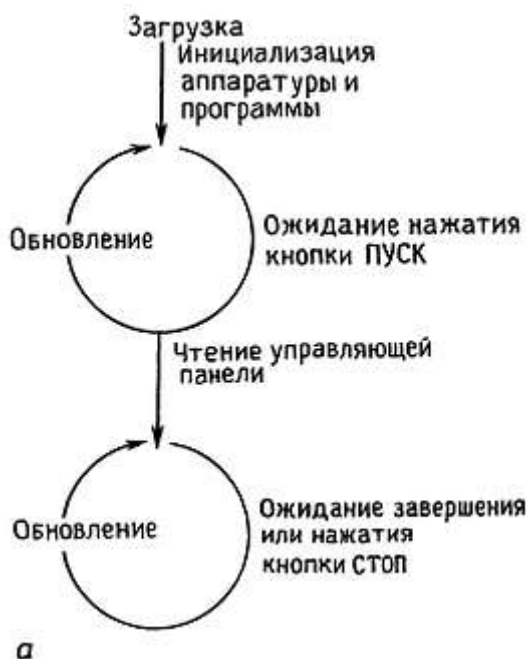 Загрузка
Инициализация
аппаратуры и
программы
Обновление
Ожидание нажатия
кнопки ПУСК
Чтение управляющей
панели
Обновление
Ожидание завершения
или нажатия
кнопки СТОП
а